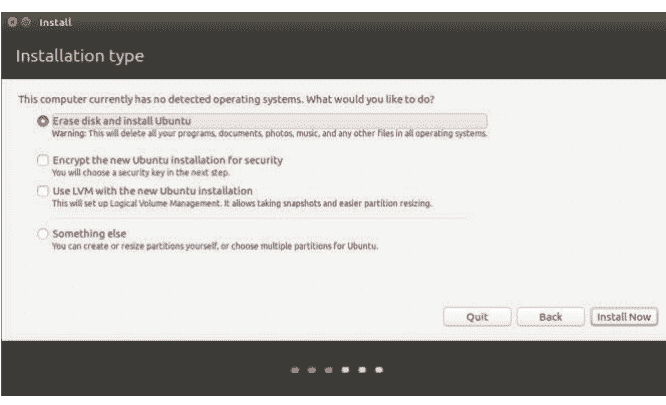 Install
Installation type
This computer currently has no detected operating systems. What would you like to do?
Erase disk and install Ubuntu
Warning: This will delete all your programs, documents, photos, music, and any other files in all operating systems.
Encrypt the new Ubuntu installation for security
You will choose a security key in the next step.
Use LVM with the new Ubuntu installation
This will set up Logical Volume Management. It allows taking snapshots and easier partition resizing.
Something else
You can create or resize partitions yourself, or choose multiple partitions for Ubuntu.
Quit Back Install Now